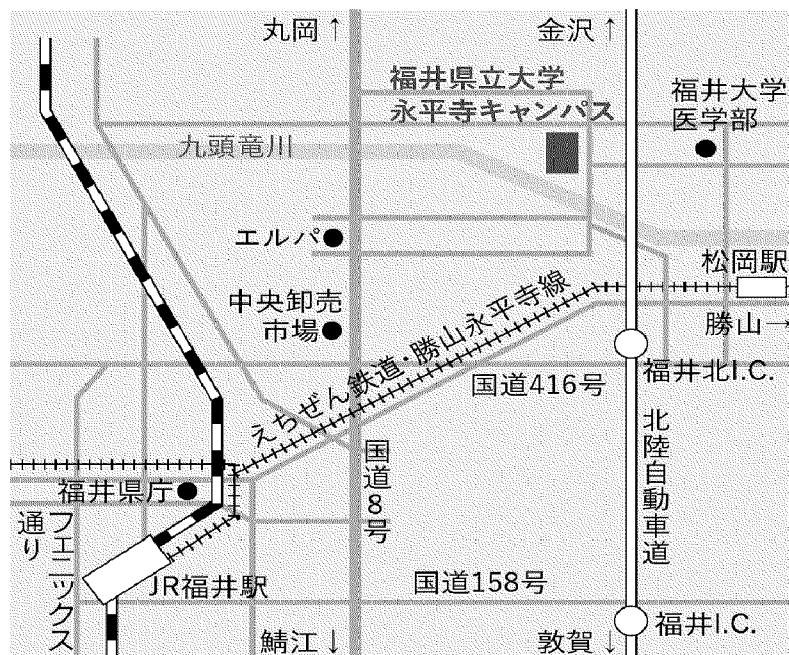 丸岡↑
金沢↑
福井県立大学
永平寺キャンパス
福井大学
医学部
九頭竜川
エルパ
松岡駅
中央卸売
市場
勝山→
えちぜん鉄道・勝山永平寺線
福井北I.C.
国道416号
北陸自動車道
国道8号
福井県庁
フェニックス
通り
JR福井駅
国道158号
福井I.C.
鯖江↓
敦賀↓